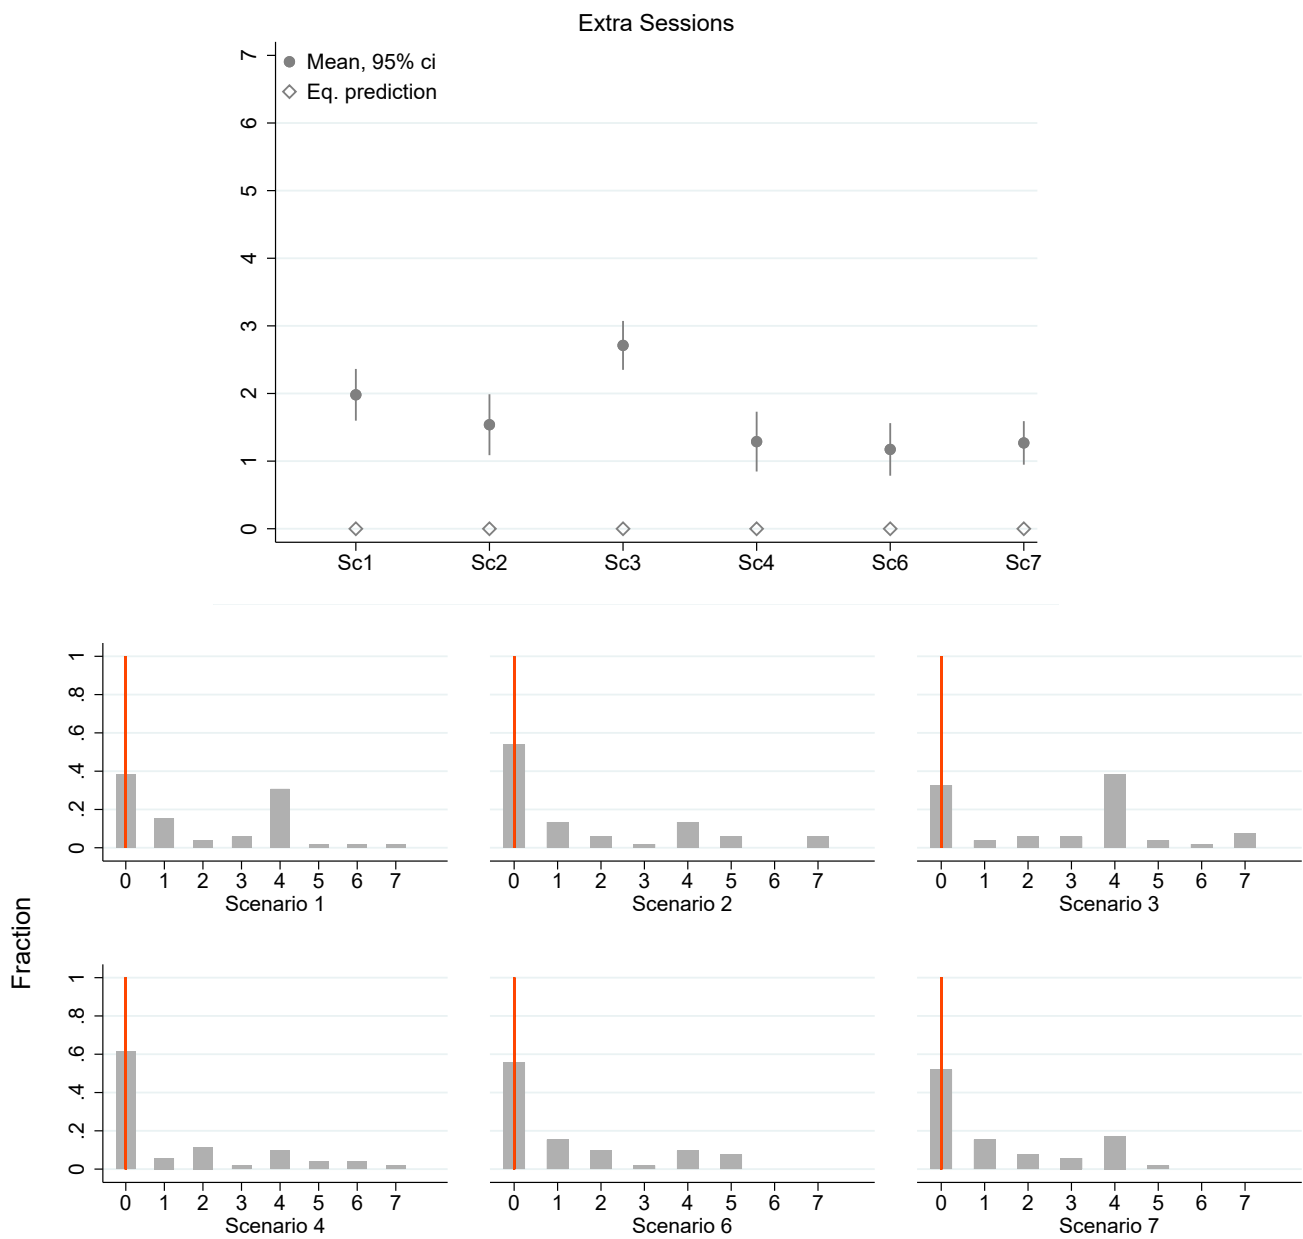 Extra Sessions
7
Mean, 95% ci
Eq. prediction
6
5
4
3
2
1
0
Sc1 Sc2 Sc3 Sc4 Sc6 Sc7
Fraction
1
.8
.6
.4
.2
0
0 1 2 3 4 5 6 7
Scenario 1
0 1 2 3 4 5 6 7
Scenario 2
0 1 2 3 4 5 6 7
Scenario 3
1
.8
.6
.4
.2
0
0 1 2 3 4 5 6 7
Scenario 4
0 1 2 3 4 5 6 7
Scenario 6
0 1 2 3 4 5 6 7
Scenario 7